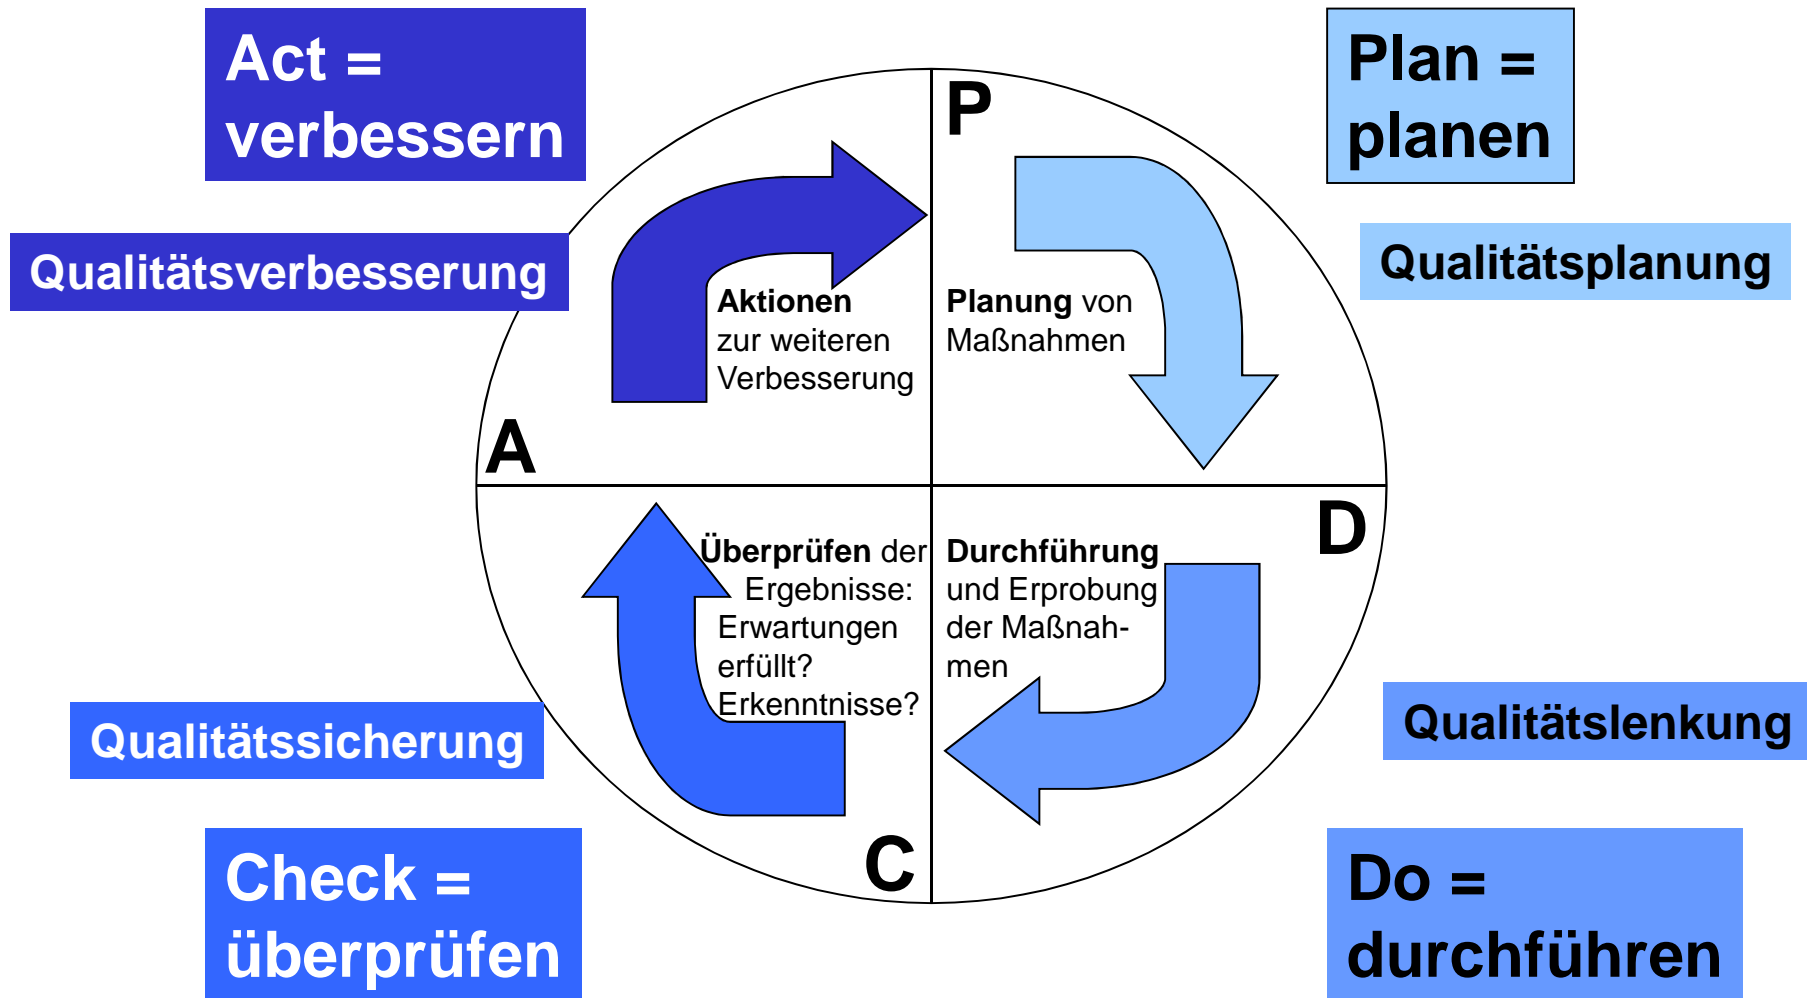 Act =
verbessern
Qualitätsverbesserung
Plan =
planen
Qualitätsplanung
P
Aktionen
zur weiteren
Verbesserung
Planung von
Maßnahmen
A
D
Überprüfen der
Ergebnisse:
Erwartungen
erfüllt?
Erkenntnisse?
Durchführung
und Erprobung
der Maßnah-
men
C
Qualitätssicherung
Check =
überprüfen
Qualitätslenkung
Do =
durchführen